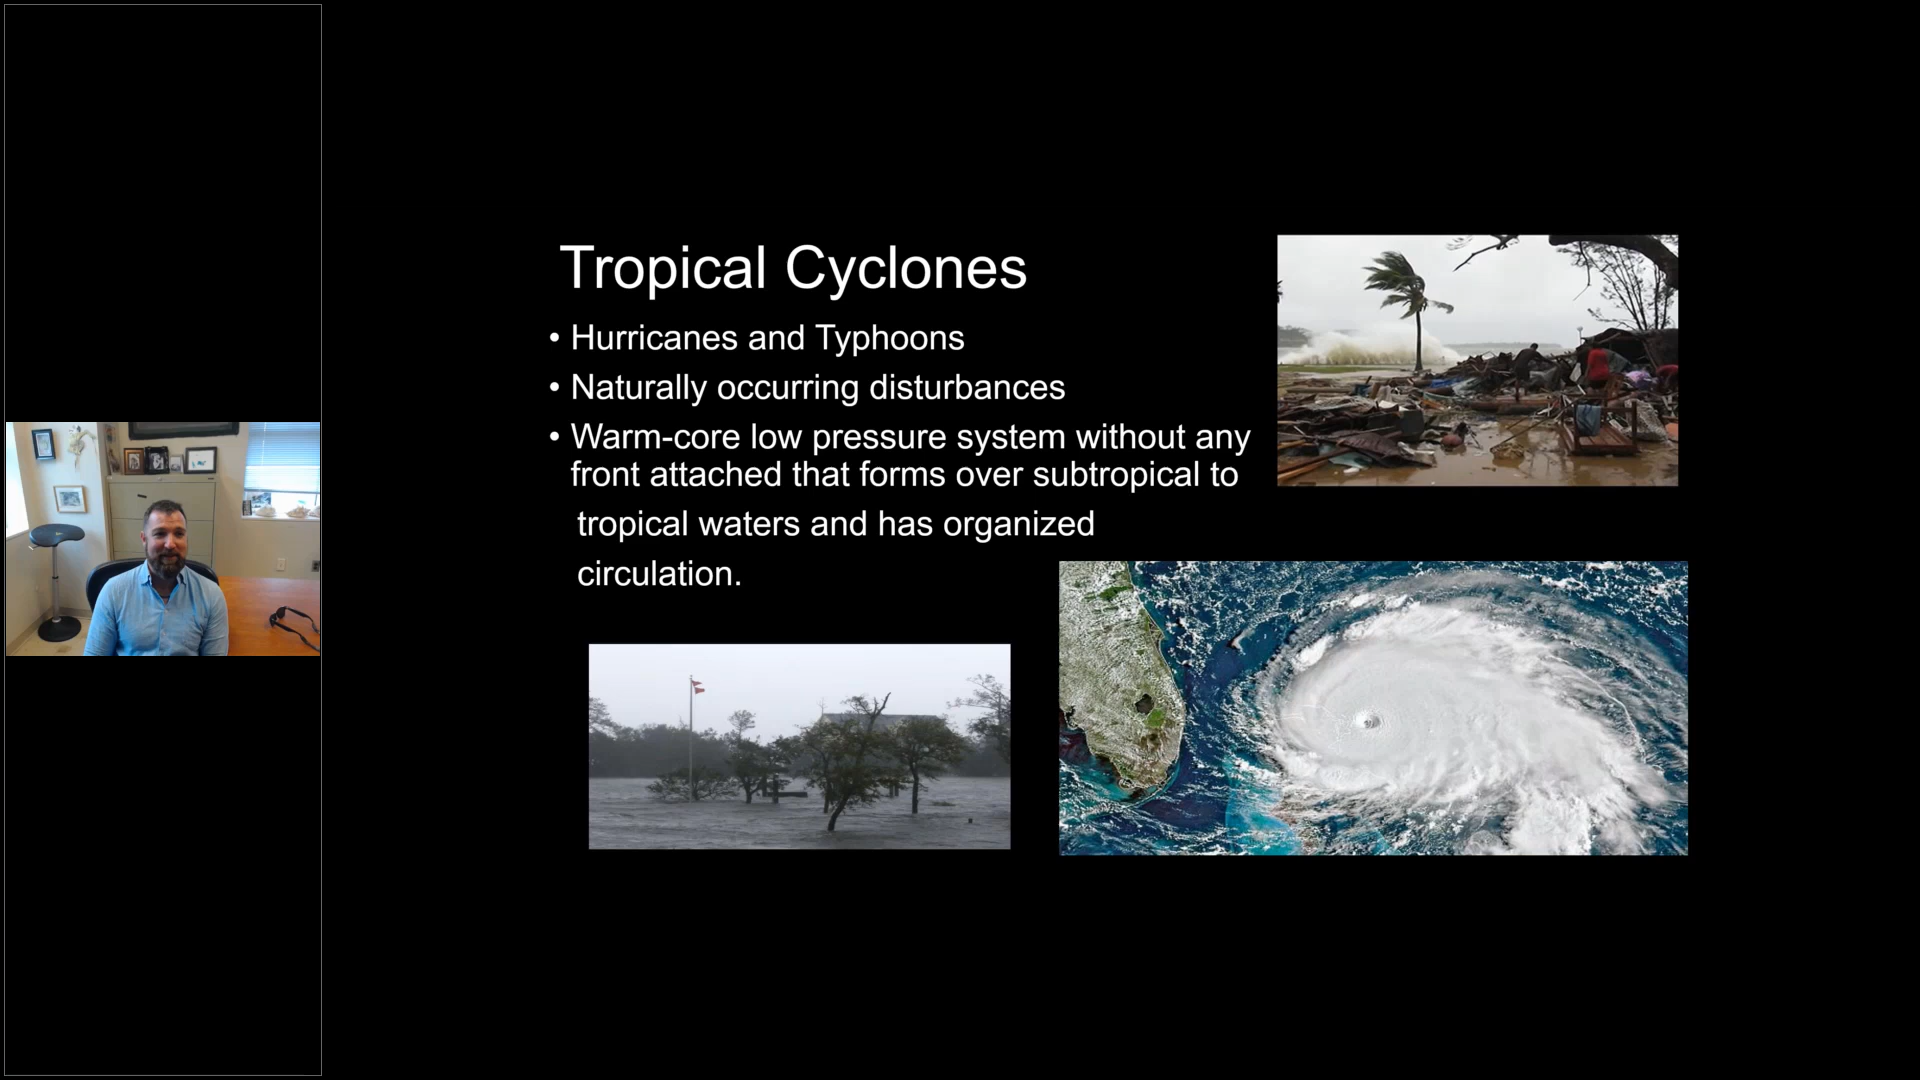 Tropical Cyclones
• Hurricanes and Typhoons
• Naturally occurring disturbances
• Warm-core low pressure system without any
front attached that forms over subtropical to
tropical waters and has organized
circulation.